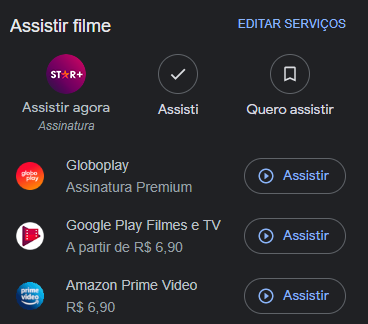 Assistir filme
EDITAR SERVIÇOS
STAR+
Assistir agora
Assinatura
Assisti
Quero assistir
globo
play
Globoplay
Assinatura Premium
Assistir
Google Play Filmes e TV
A partir de R$ 6,90
Assistir
prime
video
Amazon Prime Video
R$ 6,90
Assistir